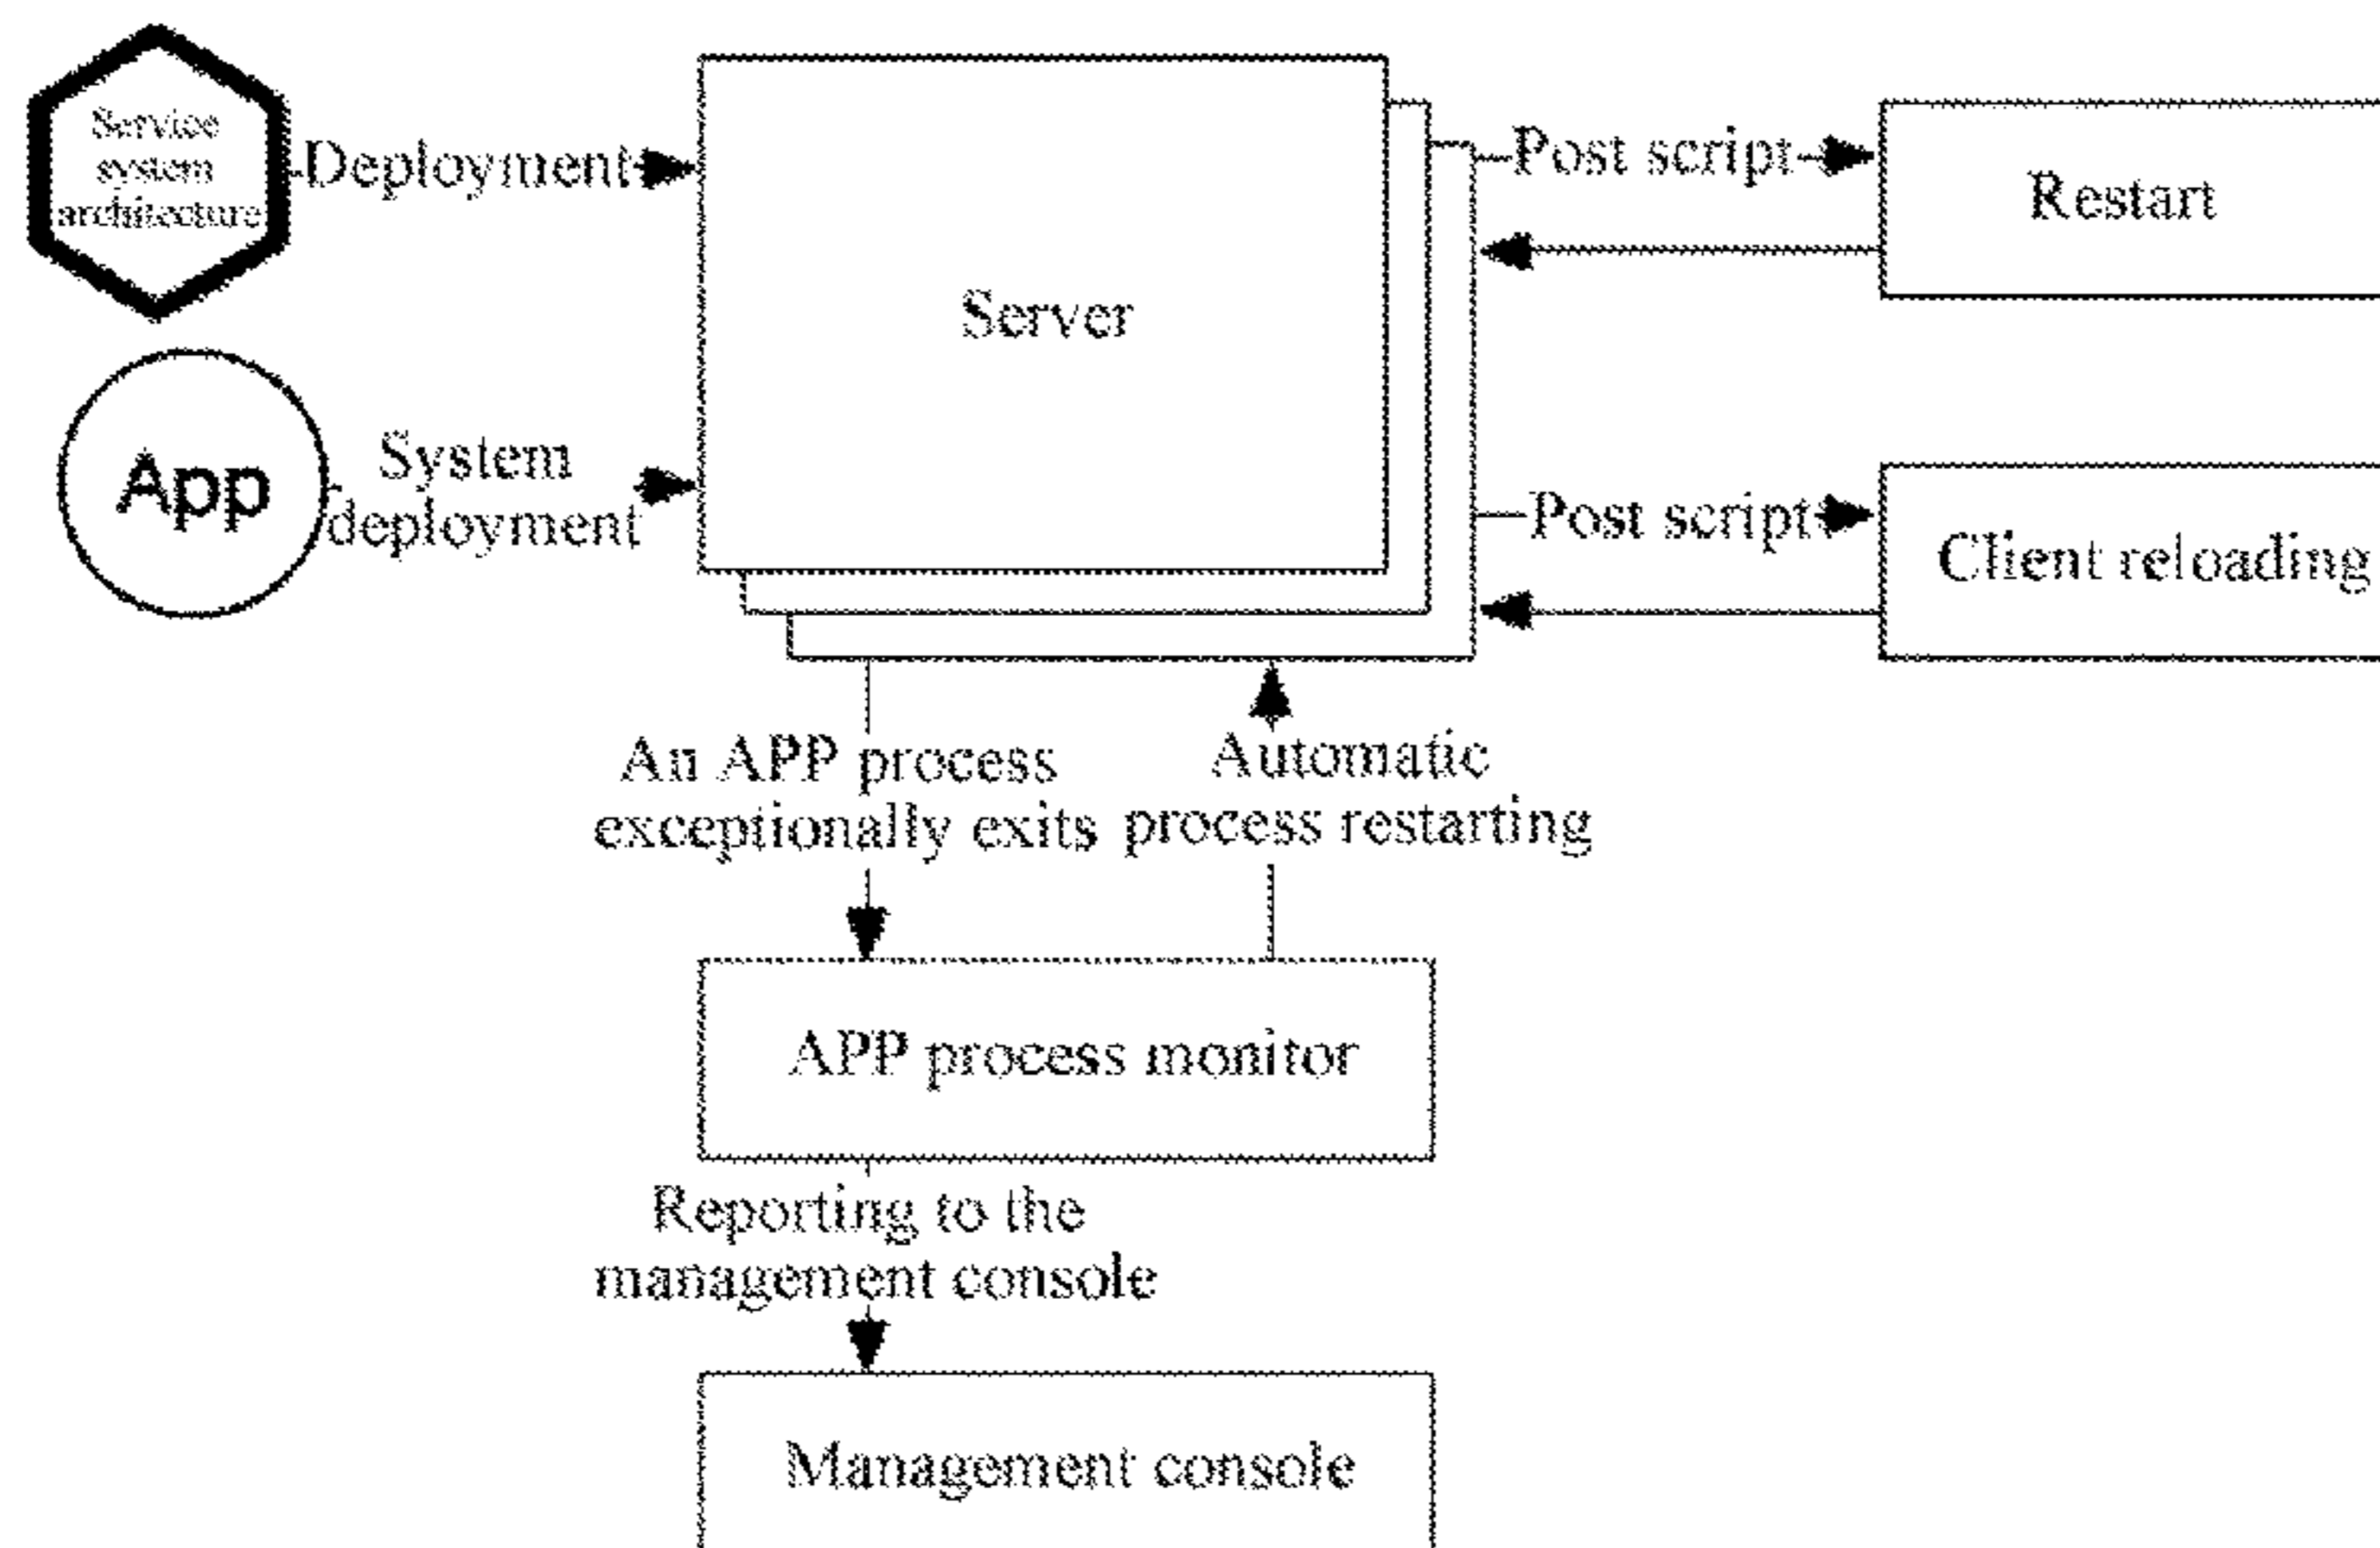 Service
system
architecture
Deployment
Server
Post script
Restart
App
System
deployment
Post script
Client reloading
An APP process
exceptionally exits
Automatic
process restarting
APP process monitor
Reporting to the
management console
Management console